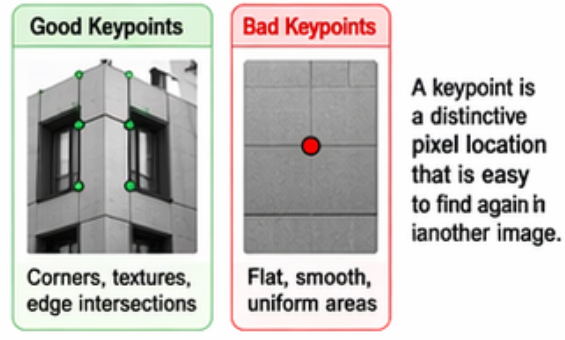 Good Keypoints
Corners, textures,
edge intersections
Bad Keypoints
Flat, smooth,
uniform areas
A keypoint is
a distinctive
pixel location
that is easy
to find again h
ianother image.